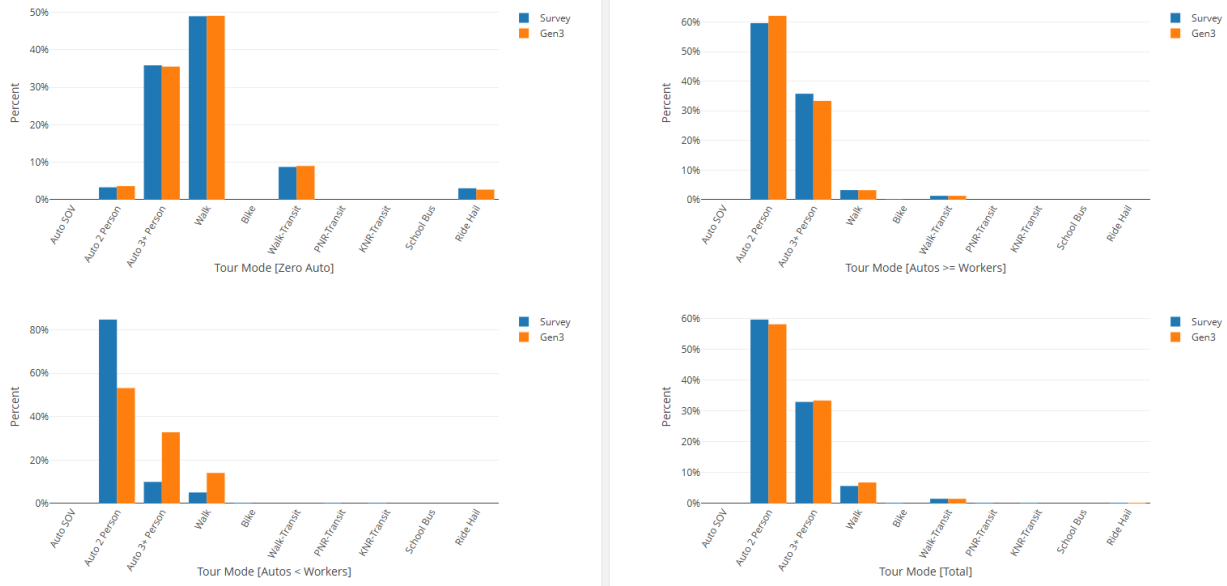 50%
40%
30%
20%
10%
0%
Percent
Auto SOV
Auto 2 Person
Auto 3+ Person
Walk
Bike
Walk-Transit
PNR-Transit
KNR-Transit
School Bus
Ride Hail
Tour Mode [Zero Auto]
Survey
Gen3
60%
50%
40%
30%
20%
10%
0%
Percent
Auto SOV
Auto 2 Person
Auto 3+ Person
Walk
Bike
Walk-Transit
PNR-Transit
KNR-Transit
School Bus
Ride Hail
Tour Mode [Autos >= Workers]
Survey
Gen3
80%
60%
40%
20%
0%
Percent
Auto SOV
Auto 2 Person
Auto 3+ Person
Walk
Bike
Walk-Transit
PNR-Transit
KNR-Transit
School Bus
Ride Hail
Tour Mode [Autos < Workers]
Survey
Gen3
60%
50%
40%
30%
20%
10%
0%
Percent
Auto SOV
Auto 2 Person
Auto 3+ Person
Walk
Bike
Walk-Transit
PNR-Transit
KNR-Transit
School Bus
Ride Hail
Tour Mode [Total]
Survey
Gen3